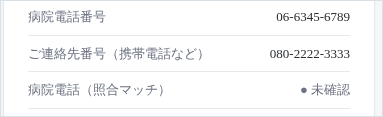 病院電話番号 06-6345-6789
ご連絡先番号（携帯電話など） 080-2222-3333
病院電話（照合マッチ） ● 未確認